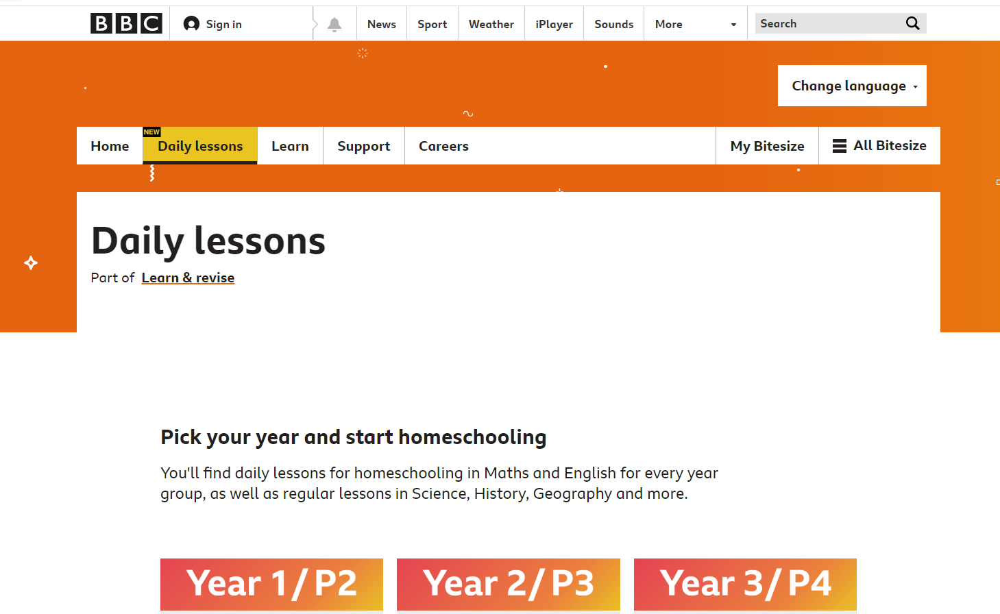 BBC Sign in News Sport Weather iPlayer Sounds More Search
Change language
Home NEW Daily lessons Learn Support Careers My Bitesize All Bitesize
Daily lessons
Part of Learn & revise
Pick your year and start homeschooling
You'll find daily lessons for homeschooling in Maths and English for every year
group, as well as regular lessons in Science, History, Geography and more.
Year 1/P2 Year 2/P3 Year 3/P4